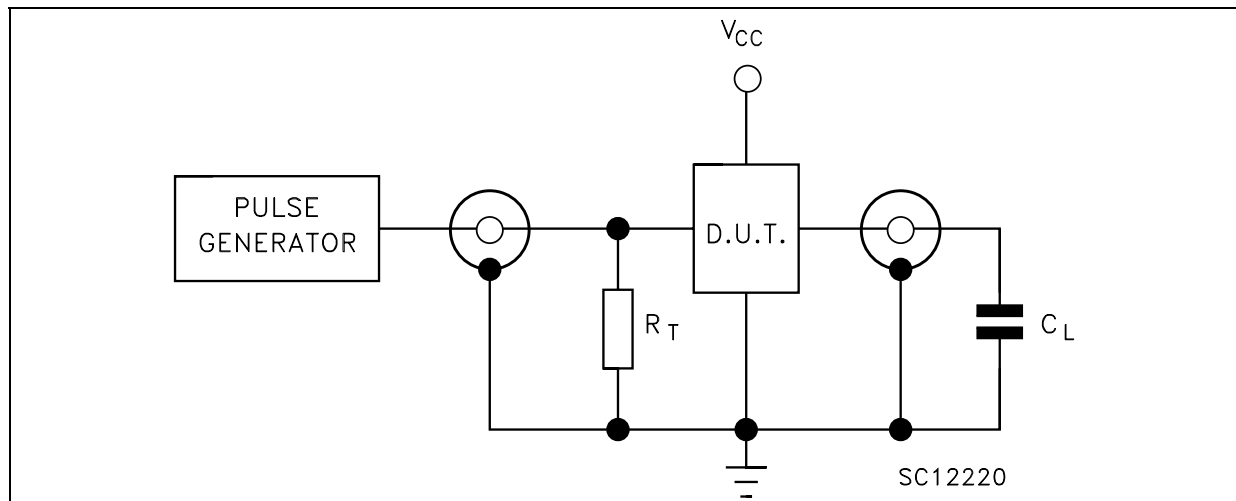 VCC
PULSE
GENERATOR
D.U.T.
RT
CL
SC12220